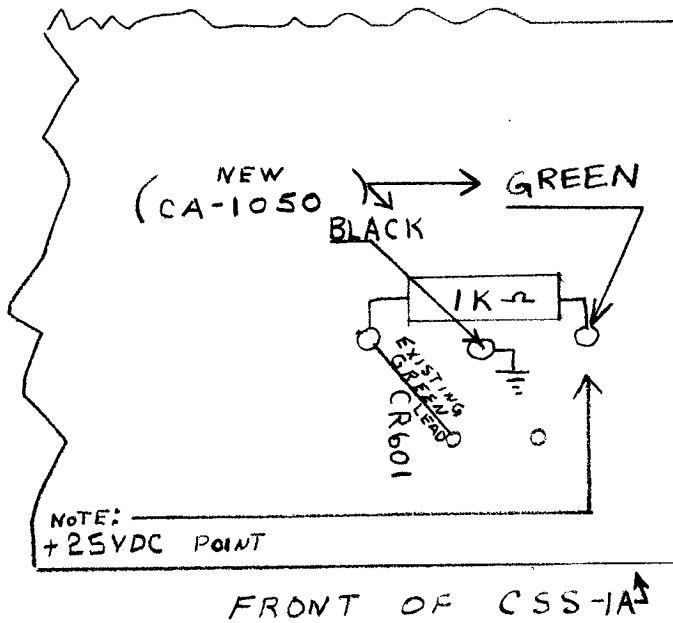 NEW
(CA-1050)
GREEN
BLACK
1K Ω
EXISTING
GREEN
LEAD
CR601
NOTE:
+25VDC POINT
FRONT OF CSS-1A